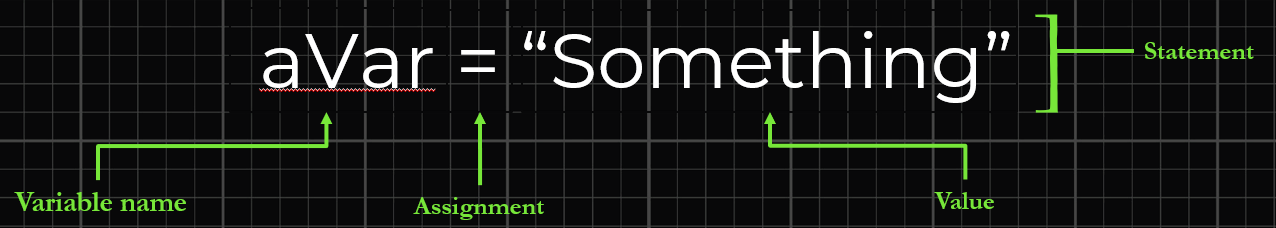 aVar = “Something”
Statement
Variable name
Assignment
Value